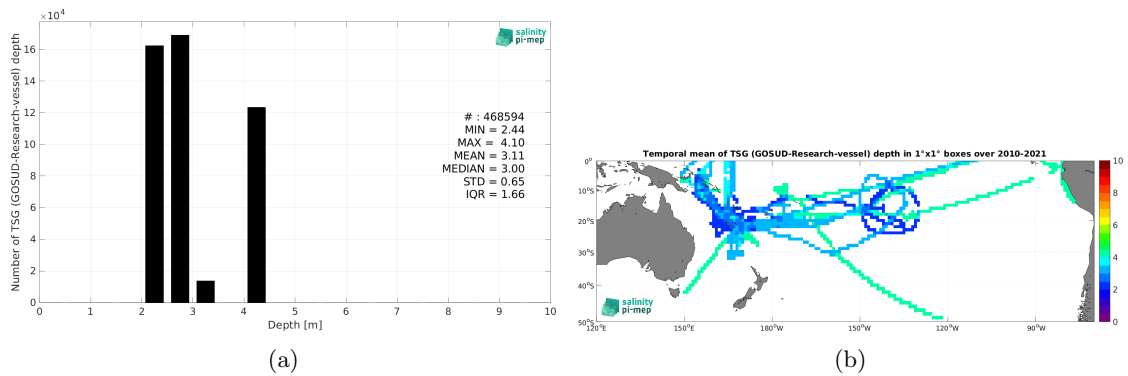 ×10⁴
Number of TSG (GOSUD-Research-vessel) depth
16
14
12
10
8
6
4
2
0
0 1 2 3 4 5 6 7 8 9 10
Depth [m]
salinity
pi-mep
# : 468594
MIN = 2.44
MAX = 4.10
MEAN = 3.11
MEDIAN = 3.00
STD = 0.65
IQR = 1.66
(a)
Temporal mean of TSG (GOSUD-Research-vessel) depth in 1°x1° boxes over 2010-2021
0°
10°S
20°S
30°S
40°S
50°S
120°E 150°E 180°W 150°W 120°W 90°W
salinity
pi-mep
10
8
6
4
2
0
(b)